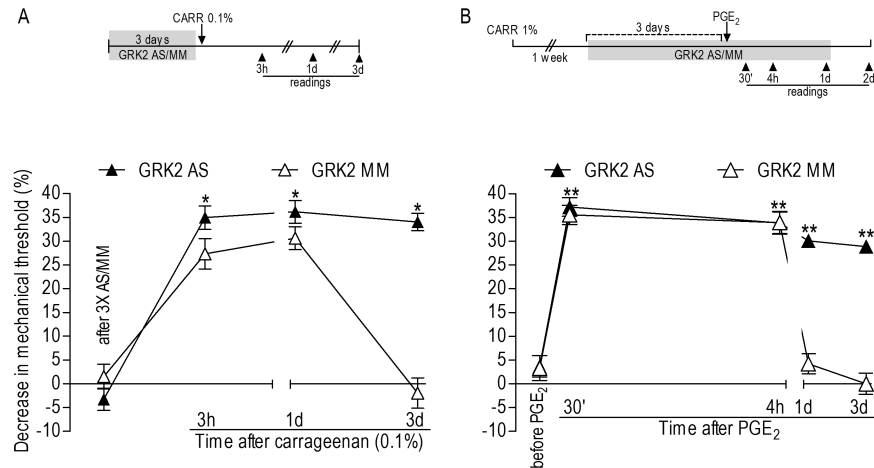 A
CARR 0.1%
3 days
GRK2 AS/MM
3h
1d
3d
readings
GRK2 AS
GRK2 MM
Decrease in mechanical threshold (%)
40
35
30
25
20
15
10
5
0
-5
-10
after 3X AS/MM
*
*
*
3h
1d
3d
Time after carrageenan (0.1%)
B
CARR 1%
1 week
3 days
PGE2
GRK2 AS/MM
30'
4h
1d
2d
readings
GRK2 AS
GRK2 MM
40
35
30
25
20
15
10
5
0
-5
-10
**
**
**
**
before PGE2
30'
4h
1d
3d
Time after PGE2